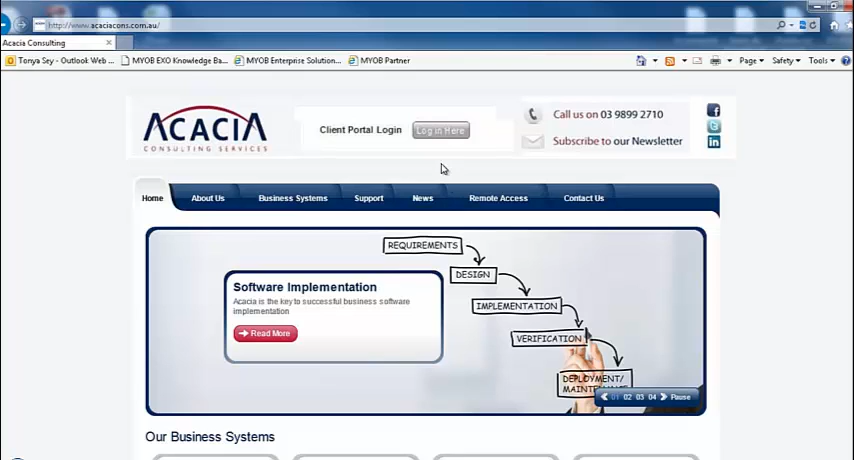 http://www.acaciacons.com.au/
Acacia Consulting
Tonya Sey - Outlook Web ...
MYOB EXO Knowledge Ba...
MYOB Enterprise Solution...
MYOB Partner
Page
Safety
Tools
ACACIA
CONSULTING SERVICES
Client Portal Login
Log in Here
Call us on 03 9899 2710
Subscribe to our Newsletter
Home
About Us
Business Systems
Support
News
Remote Access
Contact Us
REQUIREMENTS
DESIGN
IMPLEMENTATION
VERIFICATION
DEPLOYMENT/
MAINTENANCE
Software Implementation
Acacia is the key to successful business software
implementation
Read More
01 02 03 04 Pause
Our Business Systems